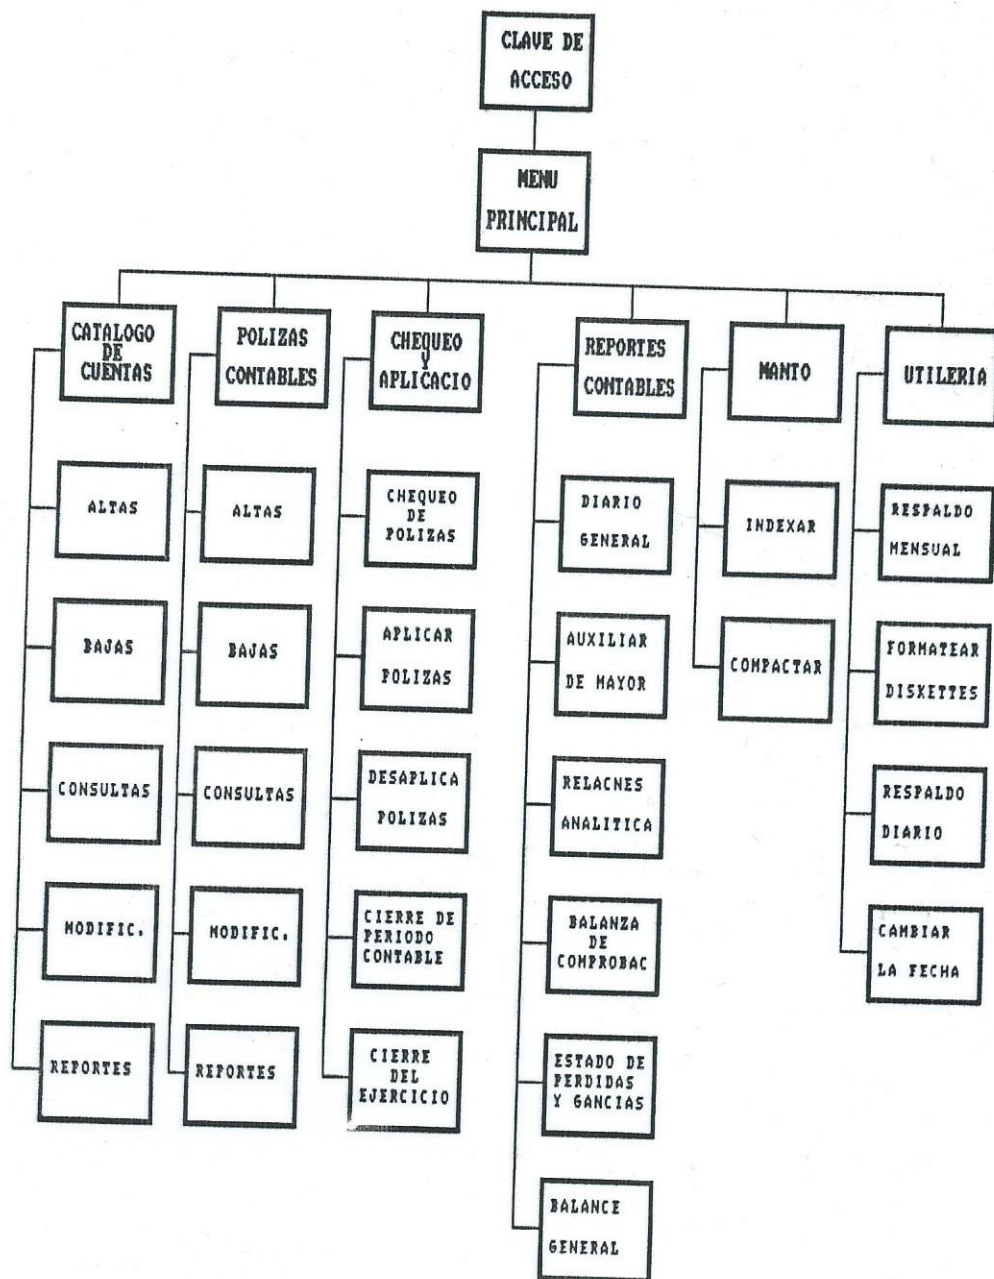 CLAVE DE
ACCESO
MENU
PRINCIPAL
CATALOGO
DE
CUENTAS
ALTAS
BAJAS
CONSULTAS
MODIFIC.
REPORTES
POLIZAS
CONTABLES
ALTAS
BAJAS
CONSULTAS
MODIFIC.
REPORTES
CHEQUEO
Y
APLICACIO
CHEQUEO
DE
POLIZAS
APLICAR
POLIZAS
DESAPLICA
POLIZAS
CIERRE DE
PERIODO
CONTABLE
CIERRE
DEL
EJERCICIO
REPORTES
CONTABLES
DIARIO
GENERAL
AUXILIAR
DE MAYOR
RELACNES
ANALITICA
BALANZA
DE
COMPROBAC
ESTADO DE
PERDIDAS
Y GANCIAS
BALANCE
GENERAL
MANTO
INDEXAR
COMPACTAR
UTILERIA
RESPALDO
MENSUAL
FORMATEAR
DISKETTES
RESPALDO
DIARIO
CAMBIAR
LA FECHA